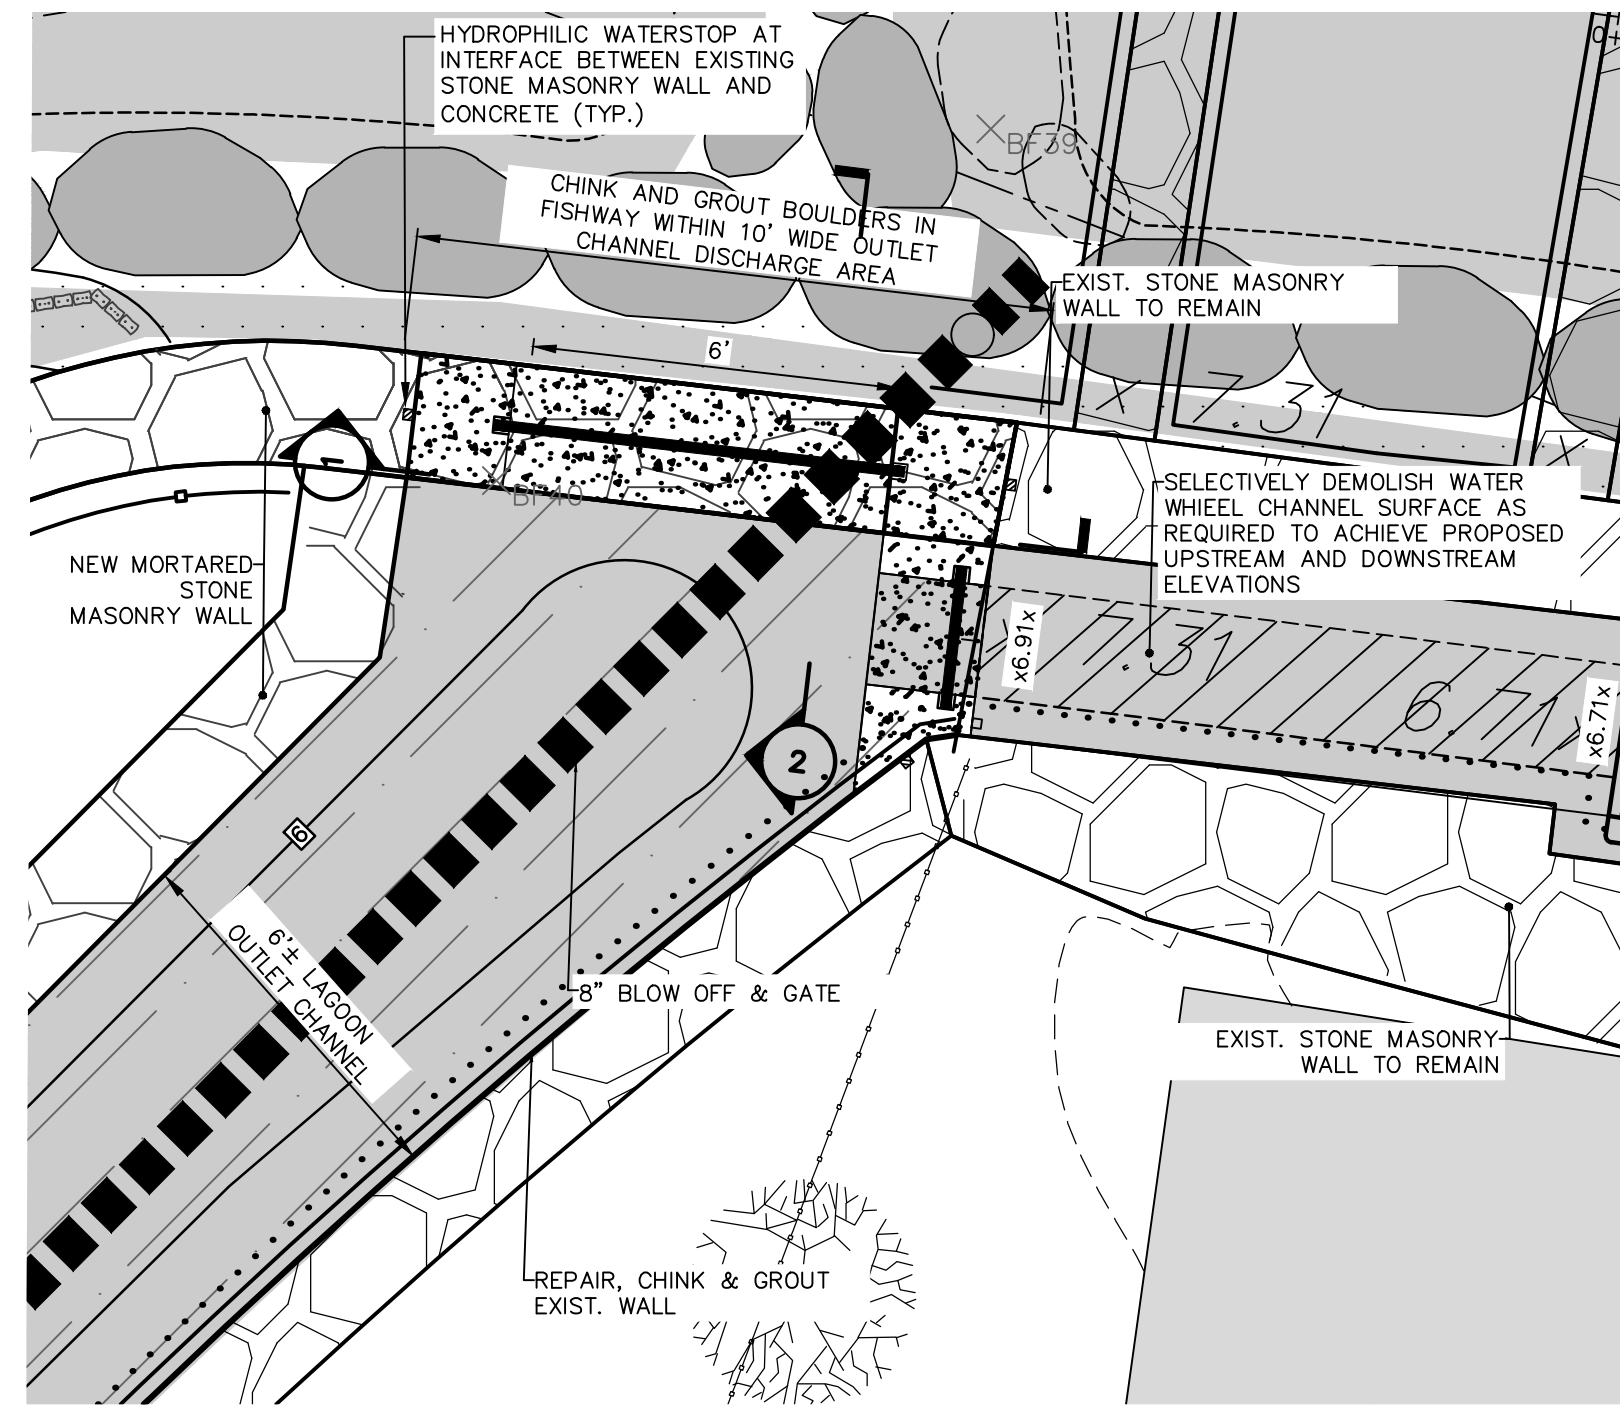 HYDROPHILIC WATERSTOP AT
INTERFACE BETWEEN EXISTING
STONE MASONRY WALL AND
CONCRETE (TYP.)
0+
BF39
CHINK AND GROUT BOULDERS IN
FISHWAY WITHIN 10' WIDE OUTLET
CHANNEL DISCHARGE AREA
EXIST. STONE MASONRY
WALL TO REMAIN
6'
x 7.31
1
BF40
SELECTIVELY DEMOLISH WATER
WHIEEL CHANNEL SURFACE AS
REQUIRED TO ACHIEVE PROPOSED
UPSTREAM AND DOWNSTREAM
ELEVATIONS
NEW MORTARED
STONE
MASONRY WALL
x6.91x
7.31
6.71x
x6.71x
2
6
6'± LAGOON
OUTLET CHANNEL
8" BLOW OFF & GATE
EXIST. STONE MASONRY
WALL TO REMAIN
REPAIR, CHINK & GROUT
EXIST. WALL